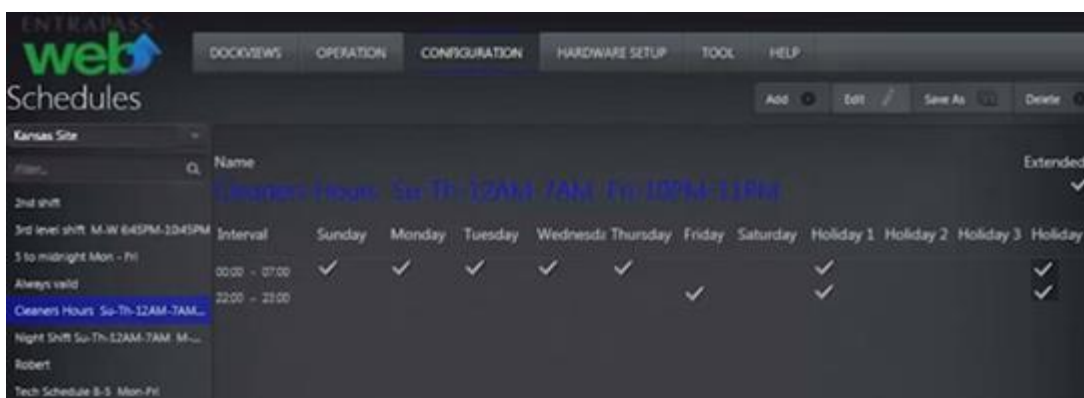 ENTRAPASS
web
DOCKVIEWS OPERATION CONFIGURATION HARDWARE SETUP TOOL HELP
Schedules
Add Edit Save As Delete
Kansas Site
Filter...
Name Extended
Cleaners Hours Su-Th-12AM-7AM Fri-10PM-11PM
2nd shift
3rd level shift M-W 6:45PM-10:45PM
5 to midnight Mon - Fri
Always valid
Cleaners Hours Su-Th-12AM-7AM...
Night Shift Su-Th-12AM-7AM M-...
Robert
Tech Schedule 8-5 Mon-Fri
Interval Sunday Monday Tuesday Wednesda Thursday Friday Saturday Holiday 1 Holiday 2 Holiday 3 Holiday
00:00 - 07:00
22:00 - 23:00